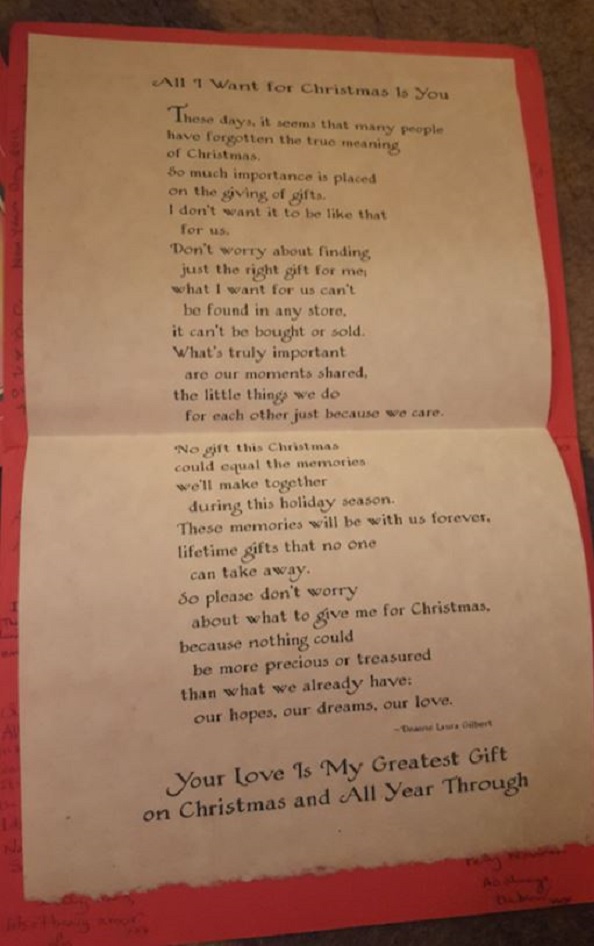 All I Want for Christmas Is You
These days, it seems that many people
have forgotten the true meaning
of Christmas.
So much importance is placed
on the giving of gifts.
I don't want it to be like that
for us.
Don't worry about finding
just the right gift for me;
what I want for us can't
be found in any store,
it can't be bought or sold.
What's truly important
are our moments shared,
the little things we do
for each other just because we care.
No gift this Christmas
could equal the memories
we'll make together
during this holiday season.
These memories will be with us forever,
lifetime gifts that no one
can take away.
So please don't worry
about what to give me for Christmas,
because nothing could
be more precious or treasured
than what we already have:
our hopes, our dreams, our love.
—Deanne Laura Gilbert
Your Love Is My Greatest Gift
on Christmas and All Year Through
As always